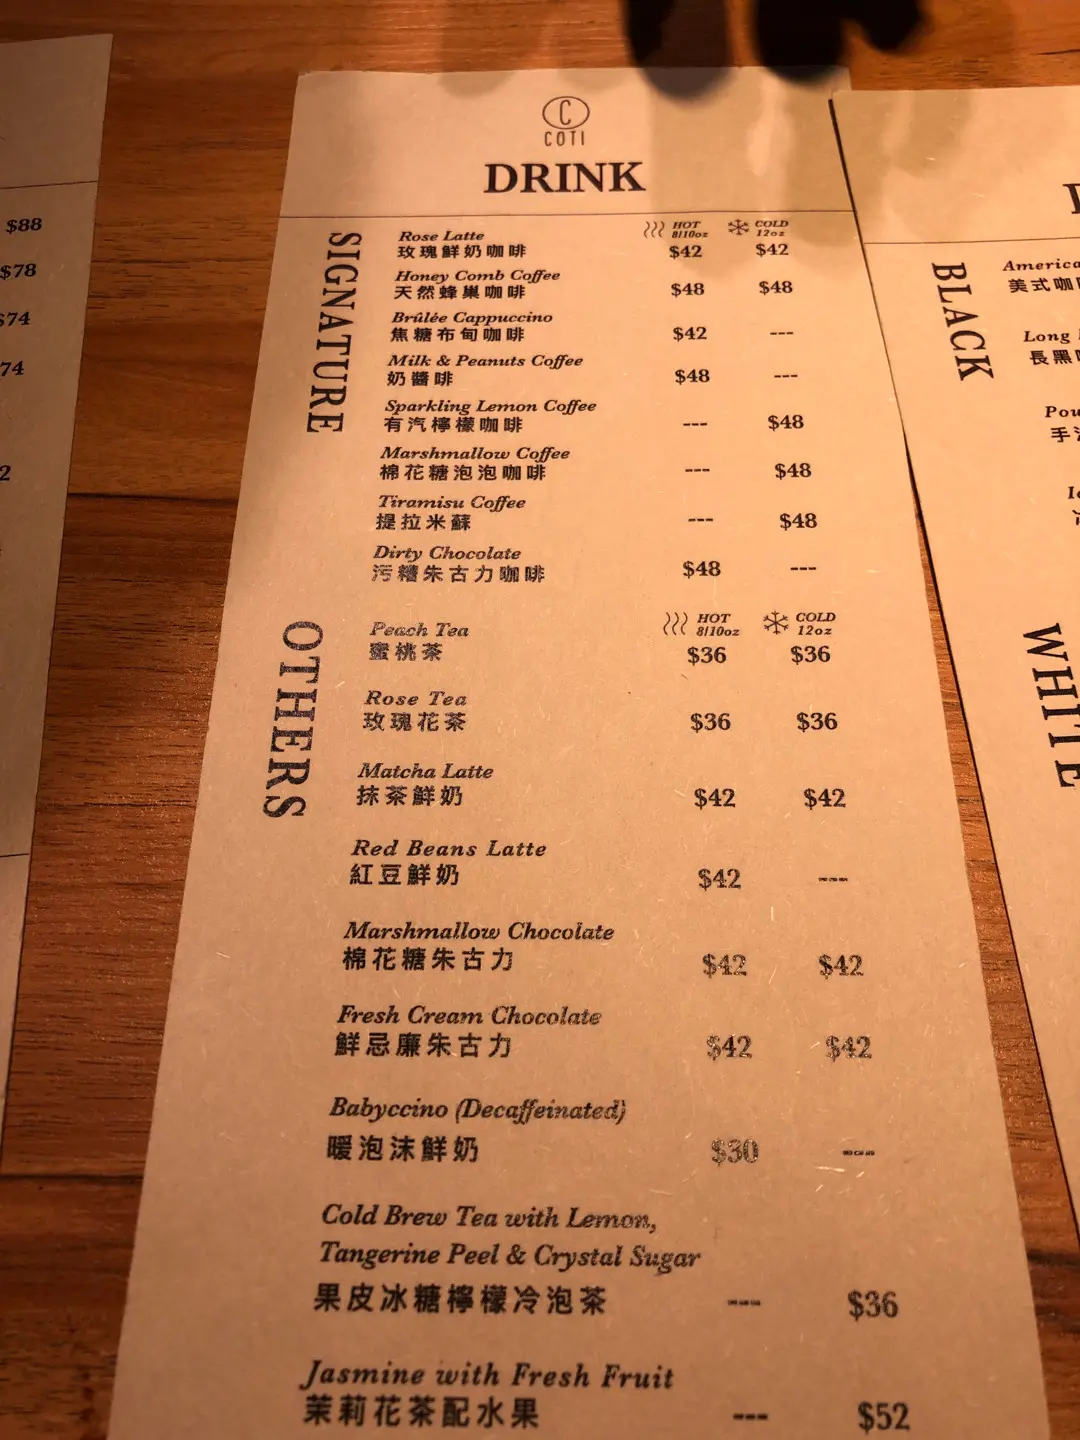 $88
$78
$74
74
2
C
COTI
DRINK
SIGNATURE
HOT
8/10oz
COLD
12oz
Rose Latte
玫瑰鮮奶咖啡 $42 $42
Honey Comb Coffee
天然蜂巢咖啡 $48 $48
Brûlée Cappuccino
焦糖布甸咖啡 $42 ---
Milk & Peanuts Coffee
奶醬啡 $48 ---
Sparkling Lemon Coffee
有汽檸檬咖啡 --- $48
Marshmallow Coffee
棉花糖泡泡咖啡 --- $48
Tiramisu Coffee
提拉米蘇 --- $48
Dirty Chocolate
污糟朱古力咖啡 $48 ---
OTHERS
HOT
8/10oz
COLD
12oz
Peach Tea
蜜桃茶 $36 $36
Rose Tea
玫瑰花茶 $36 $36
Matcha Latte
抹茶鮮奶 $42 $42
Red Beans Latte
紅豆鮮奶 $42 ---
Marshmallow Chocolate
棉花糖朱古力 $42 $42
Fresh Cream Chocolate
鮮忌廉朱古力 $42 $42
Babyccino (Decaffeinated)
暖泡沫鮮奶 $30 ---
Cold Brew Tea with Lemon,
Tangerine Peel & Crystal Sugar
果皮冰糖檸檬冷泡茶 --- $36
Jasmine with Fresh Fruit
茉莉花茶配水果 --- $52
BLACK
America
美式咖
Long
長黑
Pou
手
WHITE